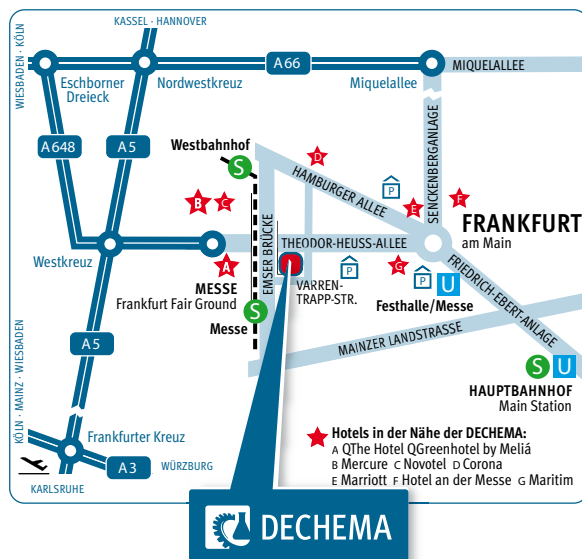 KASSEL · HANNOVER
WIESBADEN · KÖLN
A66
MIQUELALLEE
Eschborner
Dreieck
Nordwestkreuz
Miquelallee
A648
A5
Westbahnhof
S
D
HAMBURGER ALLEE
P
SENCKENBERGANLAGE
B
C
E
F
FRANKFURT
am Main
EMSER BRÜCKE
THEODOR-HEUSS-ALLEE
Westkreuz
A
G
P
P
U
MESSE
Frankfurt Fair Ground
VARREN-
TRAPP-STR.
Festhalle/Messe
FRIEDRICH-EBERT-ANLAGE
S
Messe
A5
MAINZER LANDSTRASSE
S
U
HAUPTBAHNHOF
Main Station
KÖLN · MAINZ · WIESBADEN
Frankfurter Kreuz
A3
WÜRZBURG
KARLSRUHE
Hotels in der Nähe der DECHEMA:
A QThe Hotel QGreenhotel by Meliá
B Mercure C Novotel D Corona
E Marriott F Hotel an der Messe G Maritim
DECHEMA